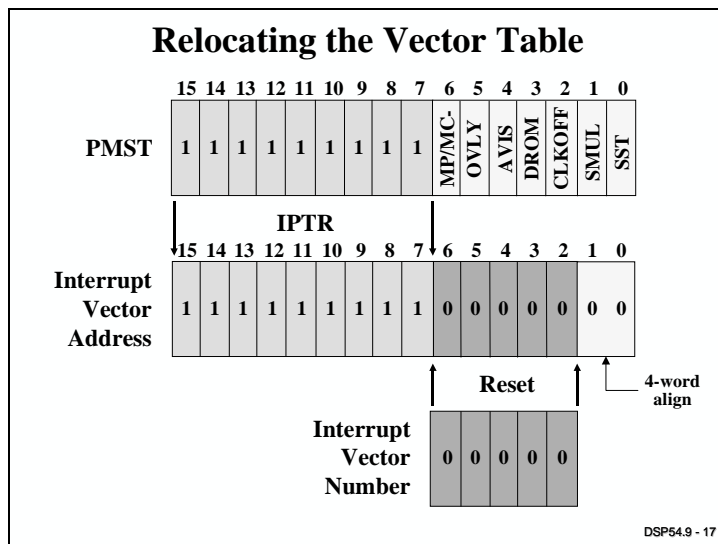 Relocating the Vector Table
15 14 13 12 11 10 9 8 7 6 5 4 3 2 1 0
PMST 1 1 1 1 1 1 1 1 1 MP/MC- OVLY AVIS DROM CLKOFF SMUL SST
IPTR
15 14 13 12 11 10 9 8 7 6 5 4 3 2 1 0
Interrupt
Vector
Address
1 1 1 1 1 1 1 1 1 0 0 0 0 0 0 0
Reset
4-word
align
Interrupt
Vector
Number
0 0 0 0 0
DSP54.9 - 17